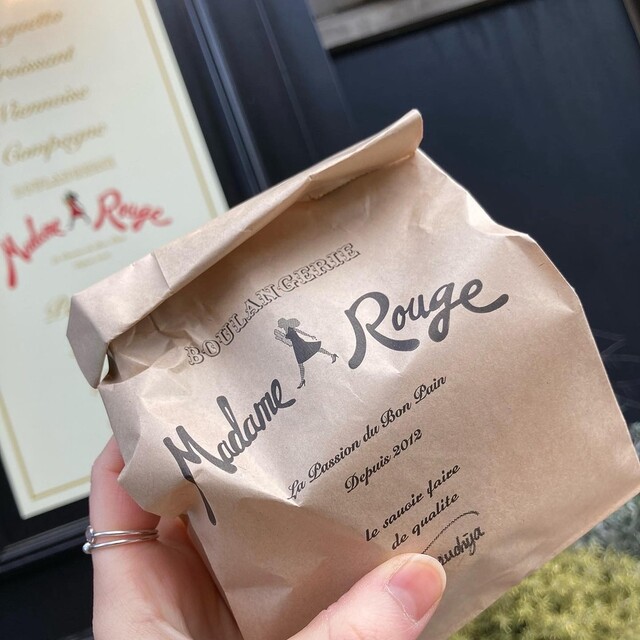 Croissant
Viennoise
Campagne
BOULANGERIE
Madame Rouge
BOULANGERIE
Madame Rouge
La Passion du Bon Pain
Depuis 2012
le savoir faire
de qualite